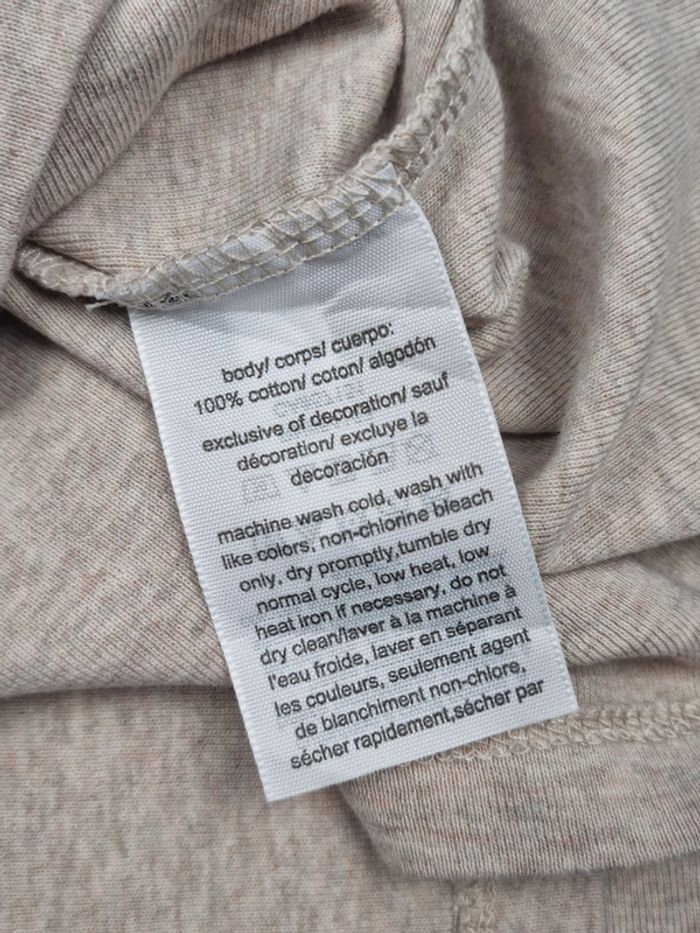 body/ corps/ cuerpo:
100% cotton/ coton/ algodón
exclusive of decoration/ sauf
décoration/ excluye la
decoración
machine wash cold, wash with
like colors, non-chlorine bleach
only, dry promptly,tumble dry
normal cycle, low heat, low
heat iron if necessary, do not
dry clean/laver à la machine à
l'eau froide, laver en séparant
les couleurs, seulement agent
de blanchiment non-chlore,
sécher rapidement,sécher par